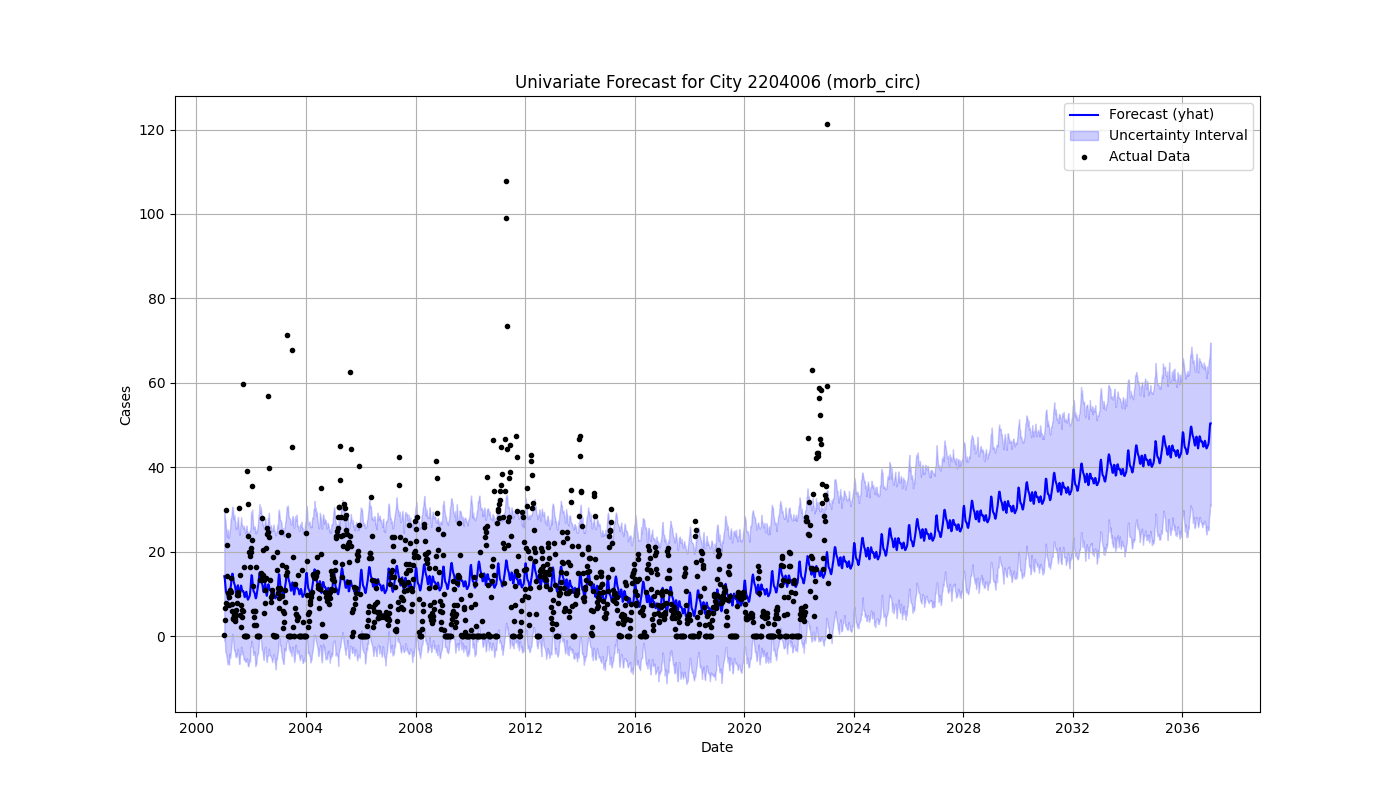 Univariate Forecast for City 2204006 (morb_circ)
Forecast (yhat)
Uncertainty Interval
Actual Data
120
100
80
60
40
20
0
Cases
2000 2004 2008 2012 2016 2020 2024 2028 2032 2036
Date